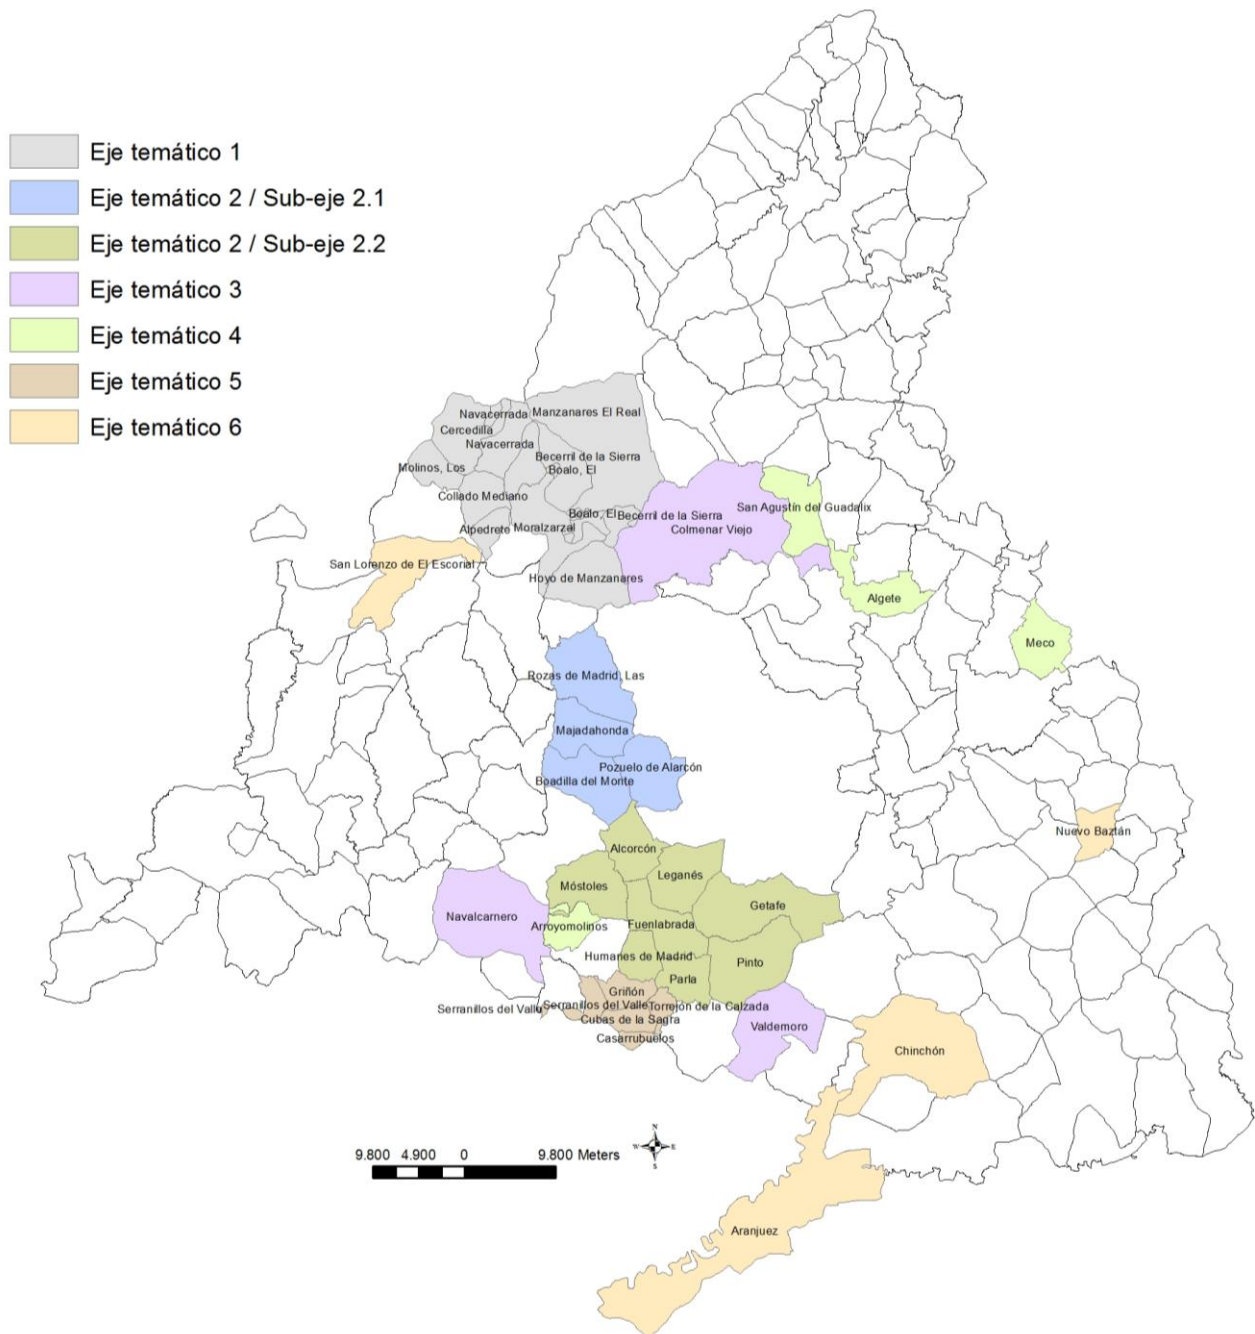 Eje temático 1
Eje temático 2 / Sub-eje 2.1
Eje temático 2 / Sub-eje 2.2
Eje temático 3
Eje temático 4
Eje temático 5
Eje temático 6
Navacerrada
Manzanares El Real
Cercedilla
Navacerrada
Becerril de la Sierra
Molinos, Los
Boalo, El
Collado Mediano
San Agustín del Guadalix
Boalo, El
Becerril de la Sierra
Alpedrete
Moralzarzal
Colmenar Viejo
San Lorenzo de El Escorial
Hoyo de Manzanares
Algete
Meco
Rozas de Madrid, Las
Majadahonda
Pozuelo de Alarcón
Boadilla del Monte
Nuevo Baztán
Alcorcón
Leganés
Móstoles
Getafe
Navalcarnero
Arroyomolinos
Fuenlabrada
Humanes de Madrid
Pinto
Parla
Griñón
Serranillos del Valle
Serranillos del Valle
Torrejón de la Calzada
Cubas de la Sagra
Valdemoro
Casarrubuelos
Chinchón
N
W
E
S
9.800 4.900 0 9.800 Meters
Aranjuez